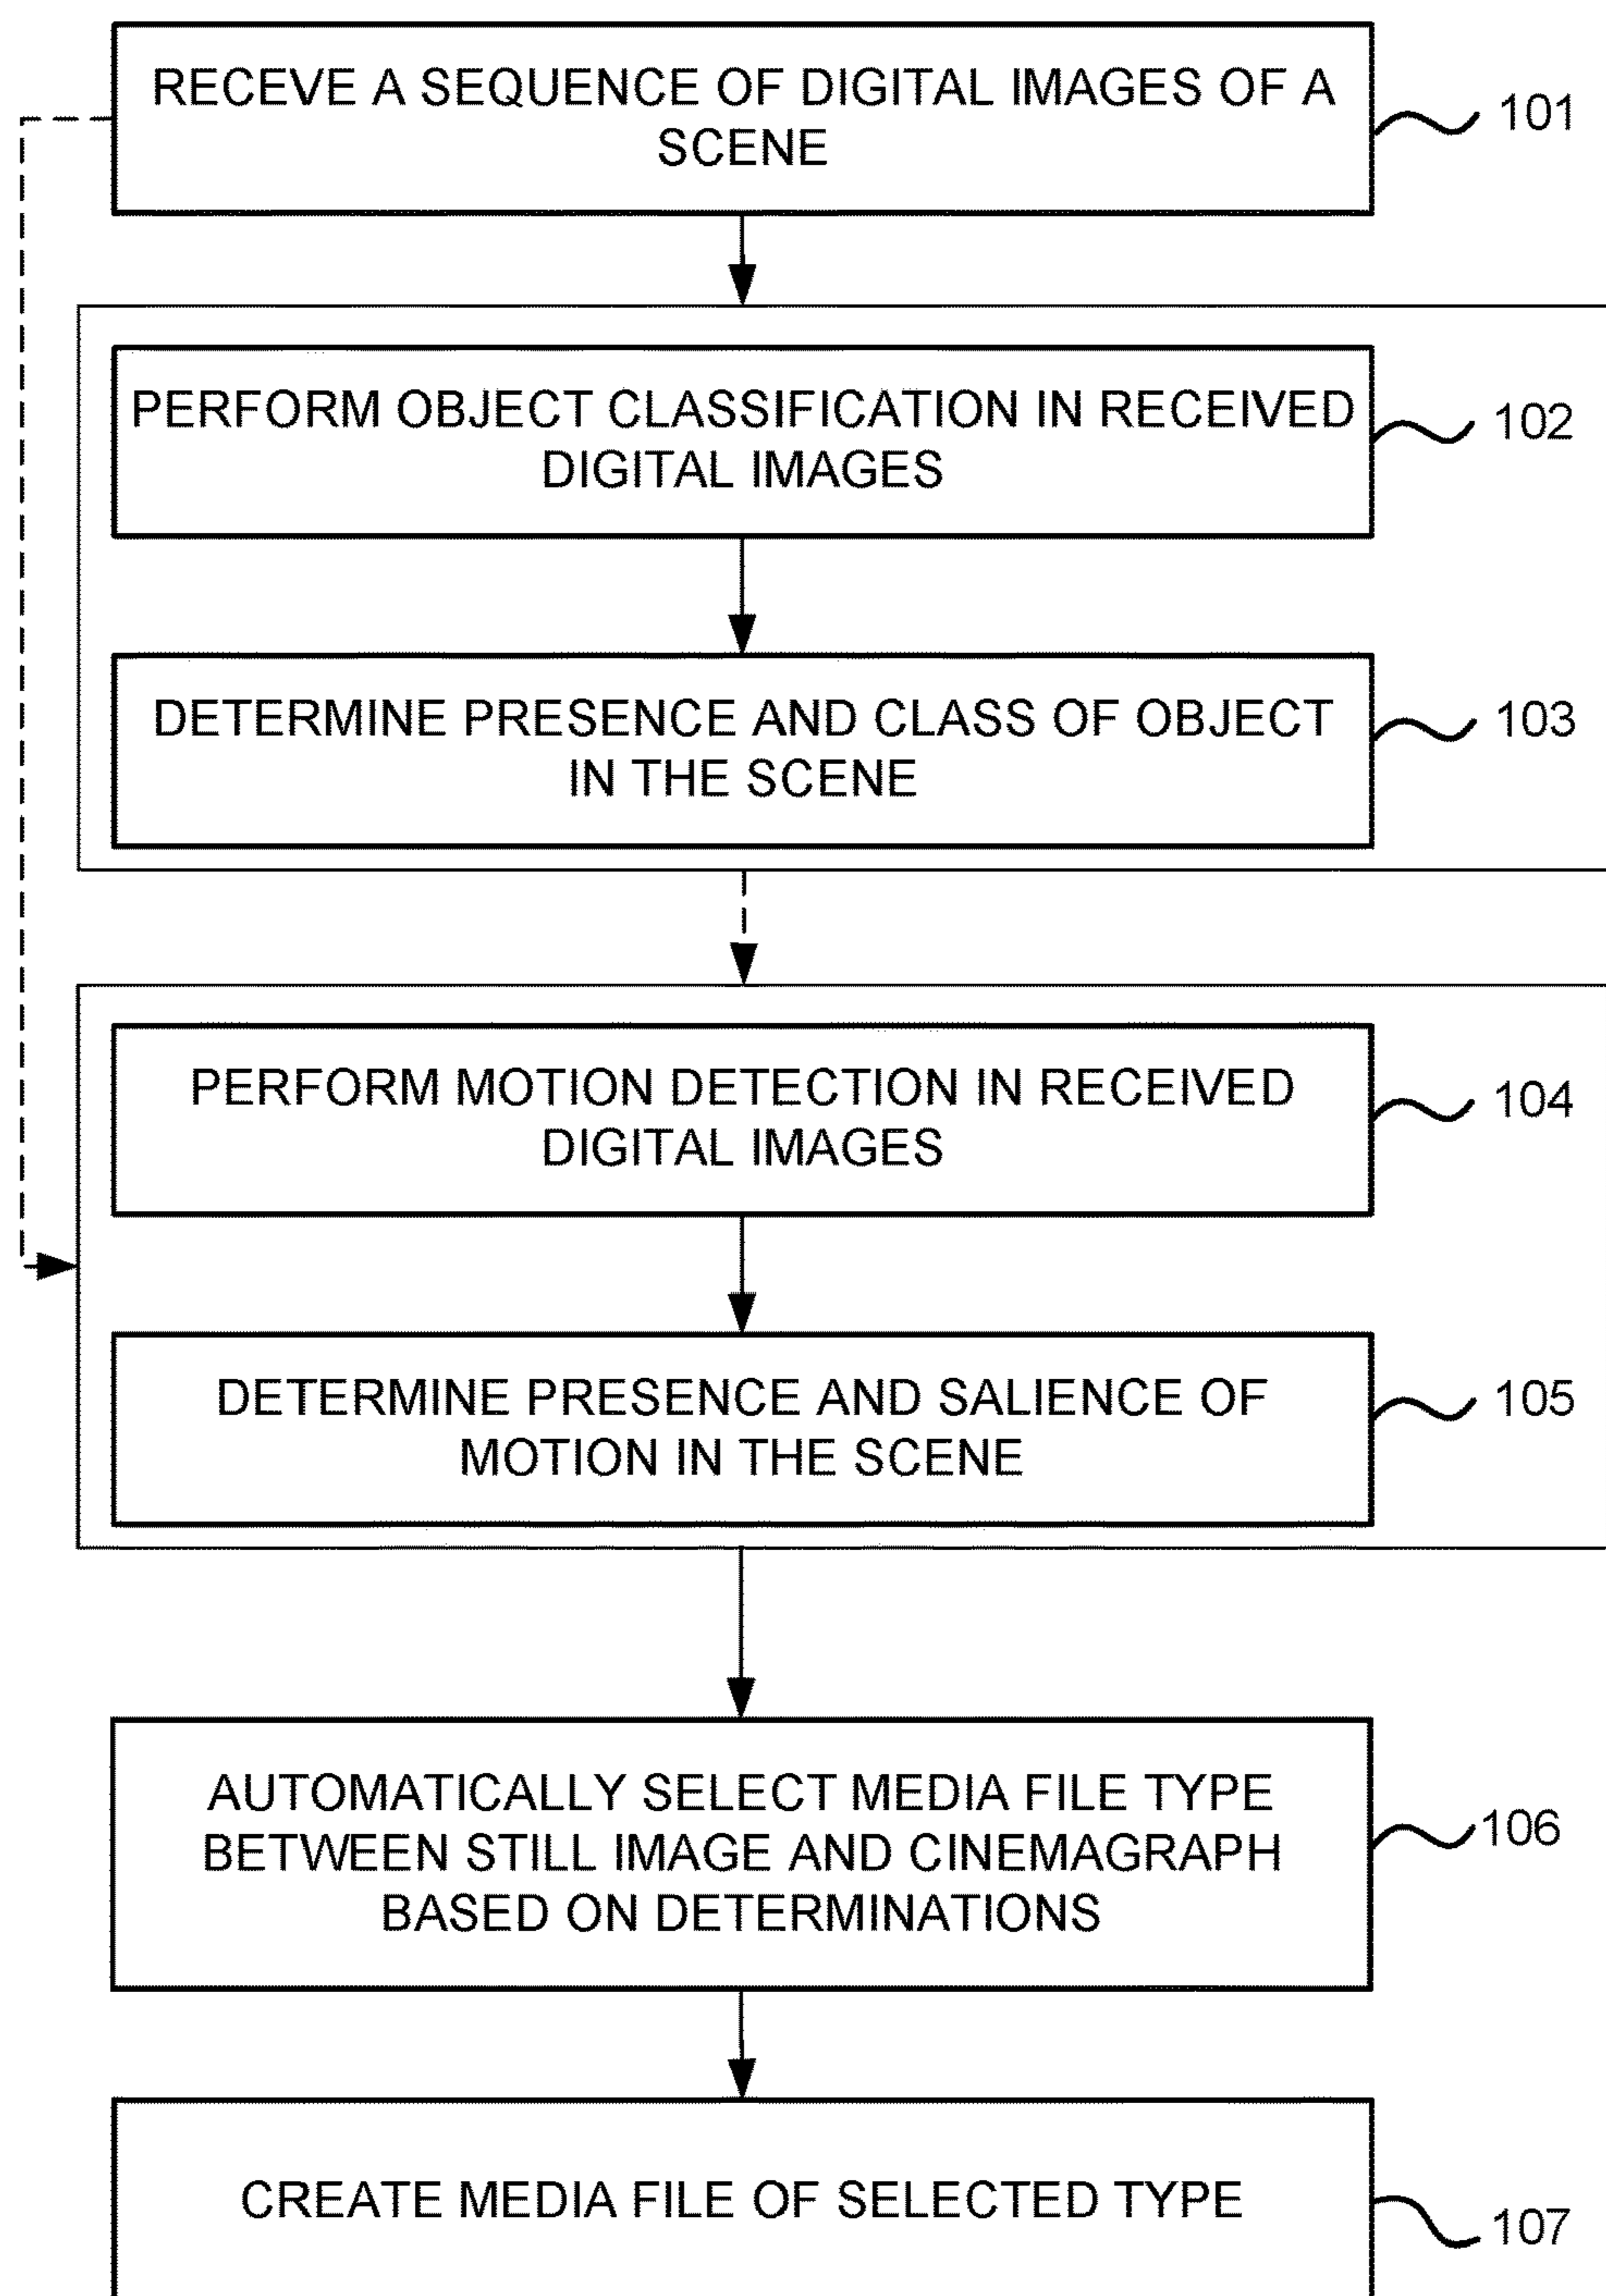 RECEVE A SEQUENCE OF DIGITAL IMAGES OF A
SCENE
101
PERFORM OBJECT CLASSIFICATION IN RECEIVED
DIGITAL IMAGES
102
DETERMINE PRESENCE AND CLASS OF OBJECT
IN THE SCENE
103
PERFORM MOTION DETECTION IN RECEIVED
DIGITAL IMAGES
104
DETERMINE PRESENCE AND SALIENCE OF
MOTION IN THE SCENE
105
AUTOMATICALLY SELECT MEDIA FILE TYPE
BETWEEN STILL IMAGE AND CINEMAGRAPH
BASED ON DETERMINATIONS
106
CREATE MEDIA FILE OF SELECTED TYPE
107